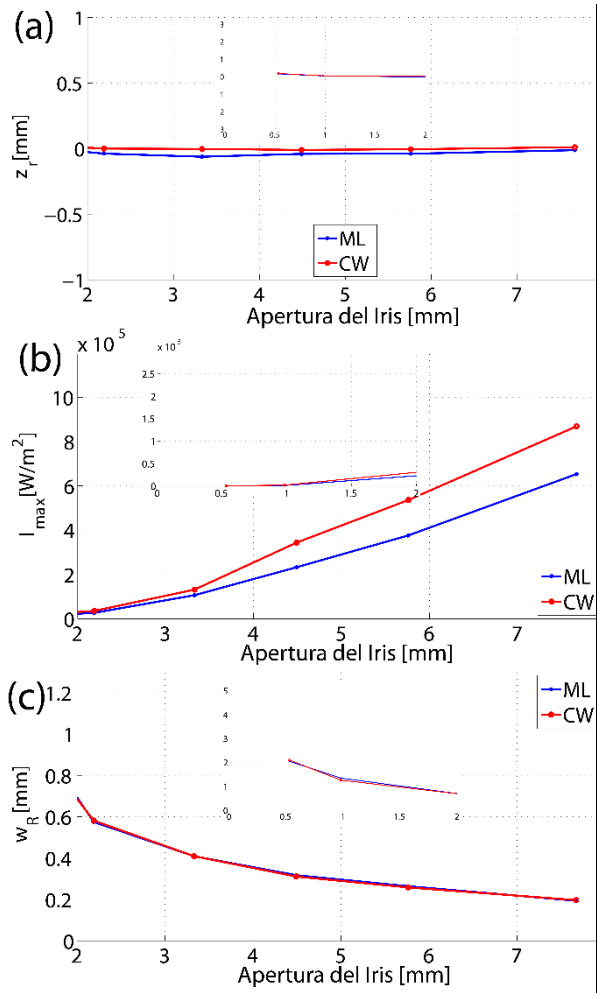 (a)
1
0.5
0
−0.5
−1
z_r [mm]
3
2
1
0
1
2
3
0 0.5 1 1.5 2
ML
CW
2 3 4 5 6 7
Apertura del Iris [mm]
(b)
x 10^5
10
8
6
4
2
0
I_max [W/m^2]
2.5
2
1.5
1
0.5
0
0 0.5 1 1.5 2
ML
CW
2 3 4 5 6 7
Apertura del Iris [mm]
(c)
1.2
1
0.8
0.6
0.4
0.2
0
w_R [mm]
5
4
3
2
1
0
0 0.5 1 1.5 2
ML
CW
2 3 4 5 6 7
Apertura del Iris [mm]